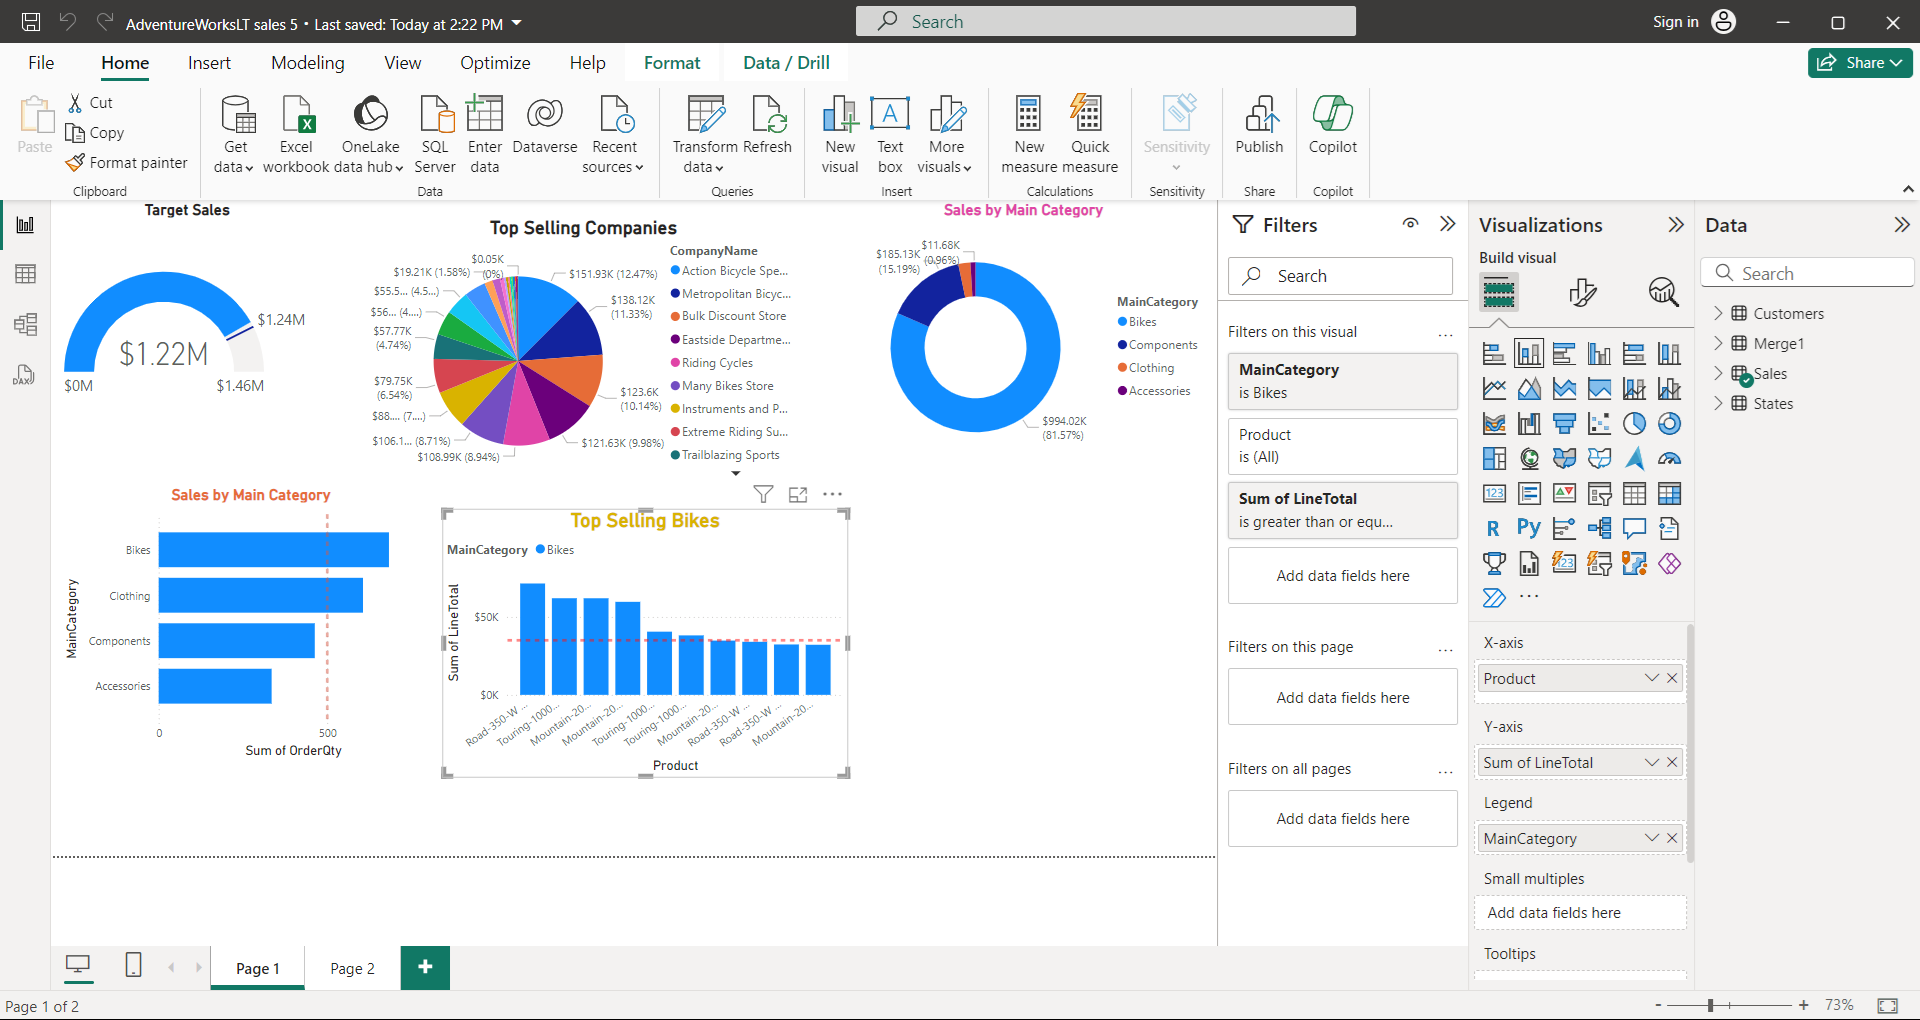 AdventureWorksLT sales 5 • Last saved: Today at 2:22 PM
Search
Sign in
File
Home
Insert
Modeling
View
Optimize
Help
Format
Data / Drill
Share
Paste
Cut
Copy
Format painter
Clipboard
Get data
Excel workbook
OneLake data hub
SQL Server
Enter data
Dataverse
Recent sources
Data
Transform data
Refresh
Queries
New visual
Text box
More visuals
Insert
New measure
Quick measure
Calculations
Sensitivity
Sensitivity
Publish
Share
Copilot
Copilot
DAX
Target Sales
$1.24M
$1.22M
$0M
$1.46M
Top Selling Companies
$0.05K
(0%)
$19.21K (1.58%)
$55.5... (4.5...)
$56.... (4....)
$57.77K
(4.74%)
$79.75K
(6.54%)
$88.... (7....)
$106.1... (8.71%)
$108.99K (8.94%)
$151.93K (12.47%)
$138.12K
(11.33%)
$123.6K
(10.14%)
$121.63K (9.98%)
CompanyName
Action Bicycle Spe...
Metropolitan Bicyc...
Bulk Discount Store
Eastside Departme...
Riding Cycles
Many Bikes Store
Instruments and P...
Extreme Riding Su...
Trailblazing Sports
Sales by Main Category
$185.13K
(15.19%)
$11.68K
(0.96%)
$994.02K
(81.57%)
MainCategory
Bikes
Components
Clothing
Accessories
Sales by Main Category
MainCategory
Bikes
Clothing
Components
Accessories
0
500
Sum of OrderQty
Top Selling Bikes
MainCategory
Bikes
Sum of LineTotal
$50K
$0K
Road-350-W ...
Touring-1000...
Mountain-20...
Mountain-20...
Touring-1000...
Touring-1000...
Mountain-20...
Road-350-W ...
Road-350-W ...
Mountain-20...
Product
Filters
Search
Filters on this visual
...
MainCategory
is Bikes
Product
is (All)
Sum of LineTotal
is greater than or equ...
Add data fields here
Filters on this page
...
Add data fields here
Filters on all pages
...
Add data fields here
Visualizations
Build visual
123
R
Py
123
...
X-axis
Product
Y-axis
Sum of LineTotal
Legend
MainCategory
Small multiples
Add data fields here
Tooltips
Data
Search
Customers
Merge1
Sales
States
Page 1
Page 2
+
Page 1 of 2
-
+
73%